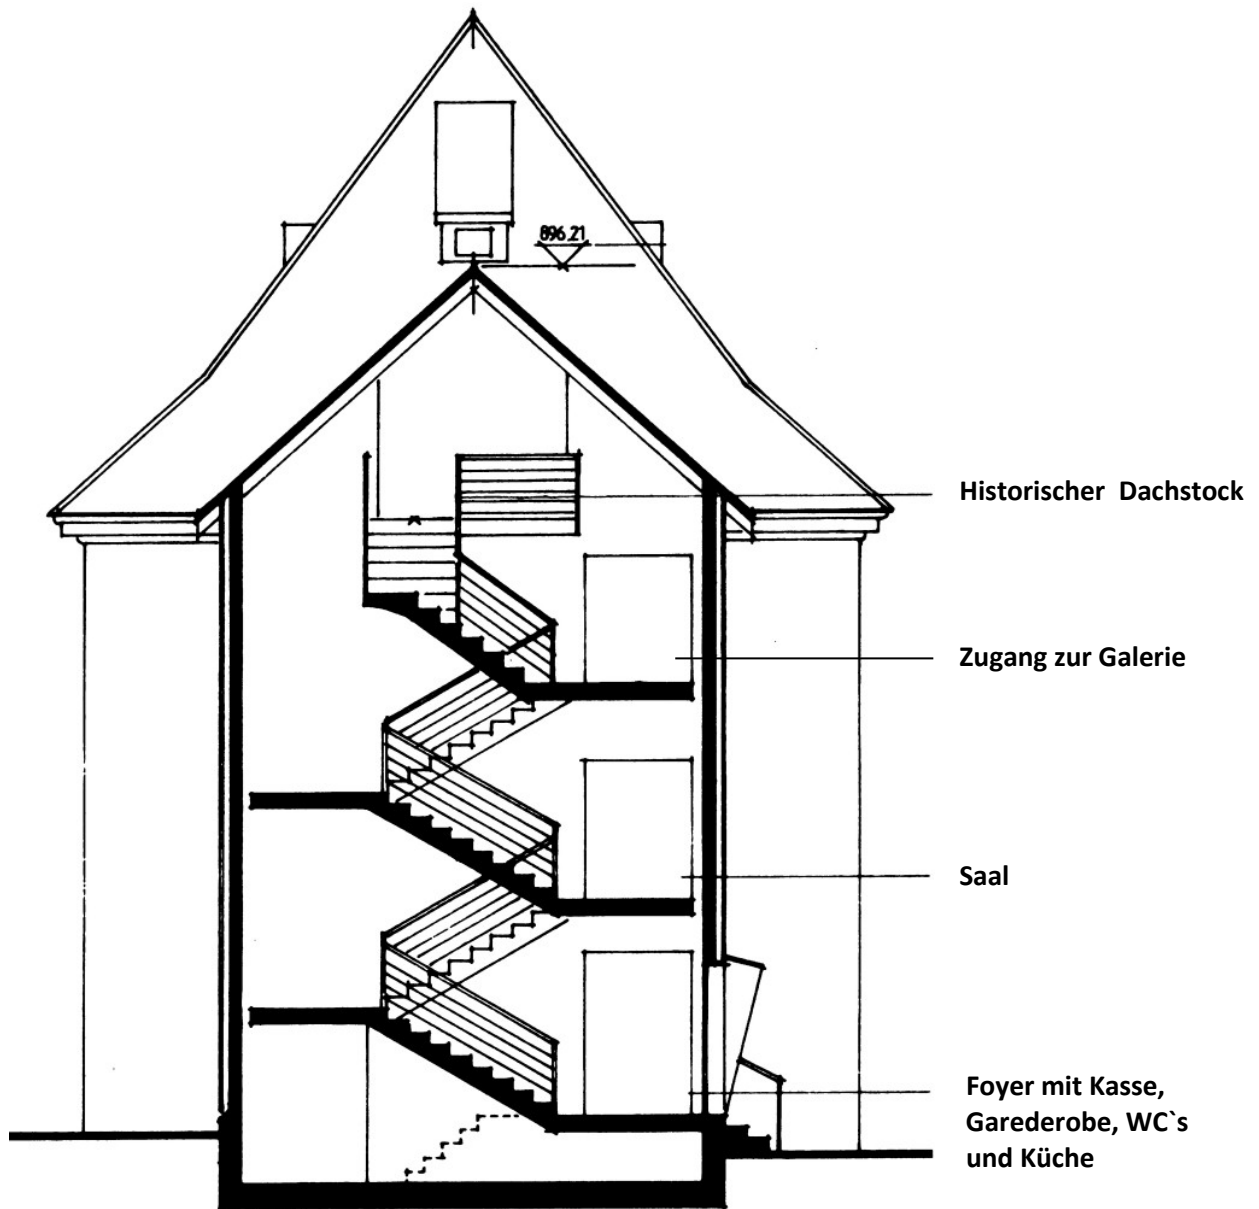 896.21
Historischer Dachstock
Zugang zur Galerie
Saal
Foyer mit Kasse,
Garederobe, WC`s
und Küche